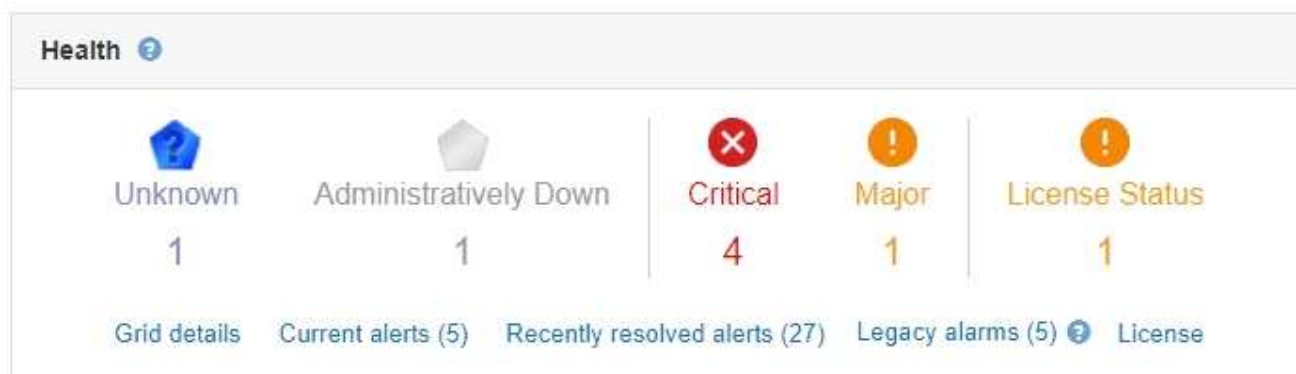 Health ?
Unknown Administratively Down Critical Major License Status
1 1 4 1 1
Grid details Current alerts (5) Recently resolved alerts (27) Legacy alarms (5) ? License